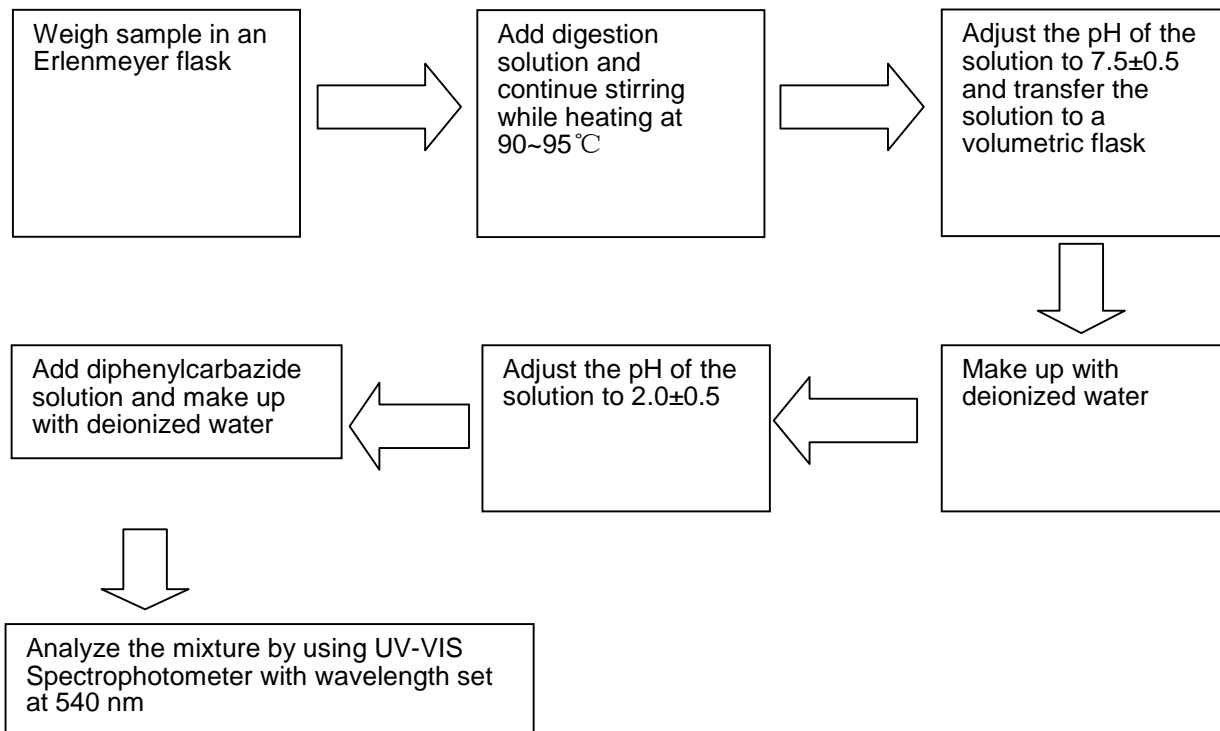 Weigh sample in an
Erlenmeyer flask
Add digestion
solution and
continue stirring
while heating at
90~95℃
Adjust the pH of the
solution to 7.5±0.5
and transfer the
solution to a
volumetric flask
Make up with
deionized water
Adjust the pH of the
solution to 2.0±0.5
Add diphenylcarbazide
solution and make up
with deionized water
Analyze the mixture by using UV-VIS
Spectrophotometer with wavelength set
at 540 nm